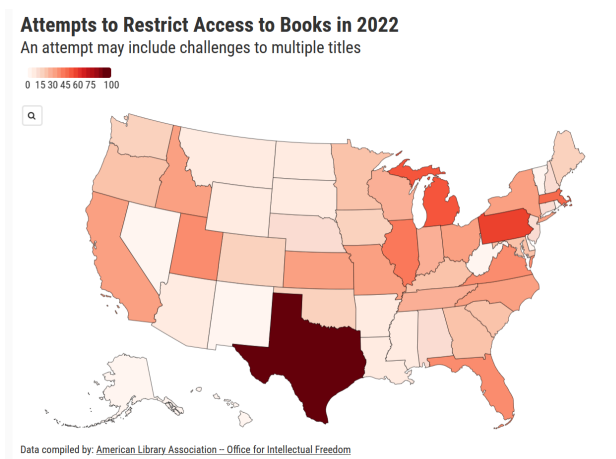 Attempts to Restrict Access to Books in 2022
An attempt may include challenges to multiple titles
0 15 30 45 60 75 100
Data compiled by: American Library Association – Office for Intellectual Freedom